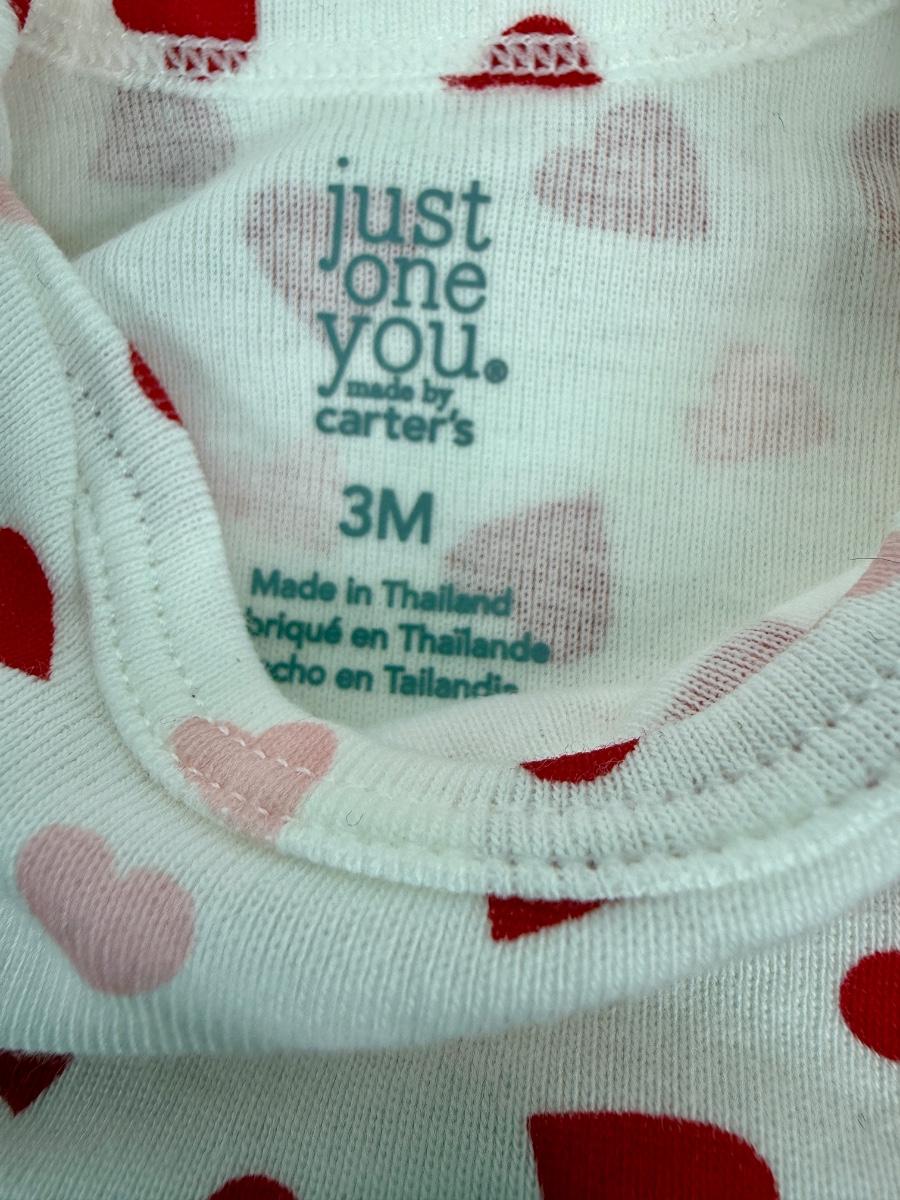 just
one
you.®
made by
carter's
3M
Made in Thailand
en Thaïlande
en Tailandia